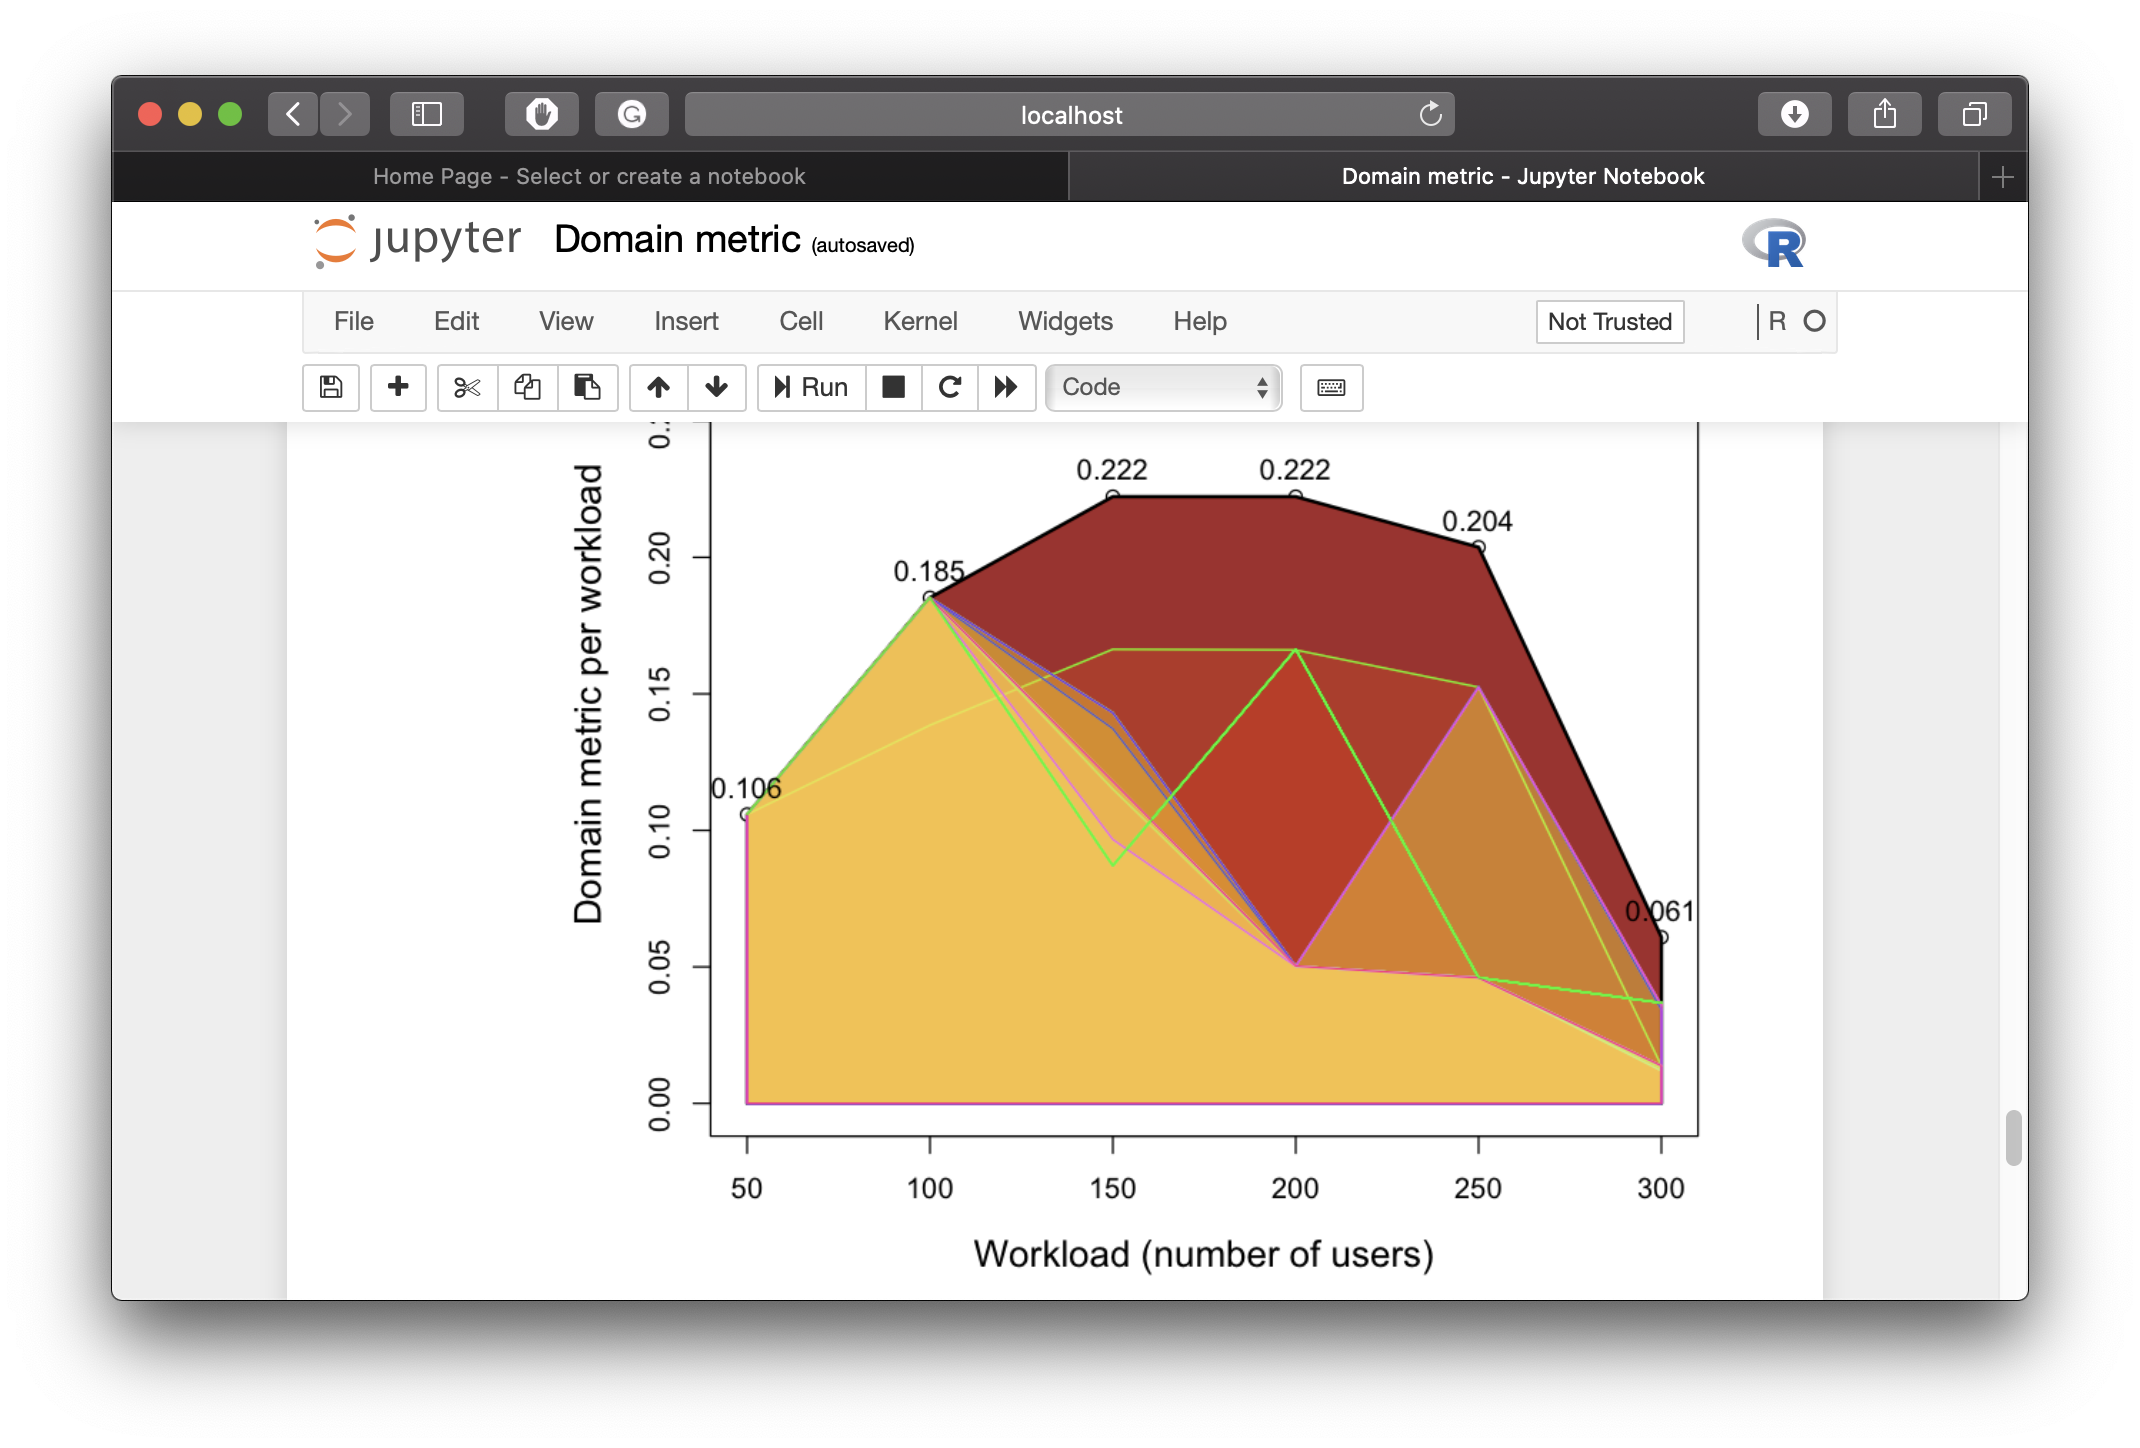 localhost
Home Page - Select or create a notebook
Domain metric - Jupyter Notebook
jupyter Domain metric (autosaved)
R
File Edit View Insert Cell Kernel Widgets Help Not Trusted R
Run Code
Domain metric per workload
0.20
0.15
0.10
0.05
0.00
0.222
0.222
0.204
0.185
0.106
0.061
50 100 150 200 250 300
Workload (number of users)